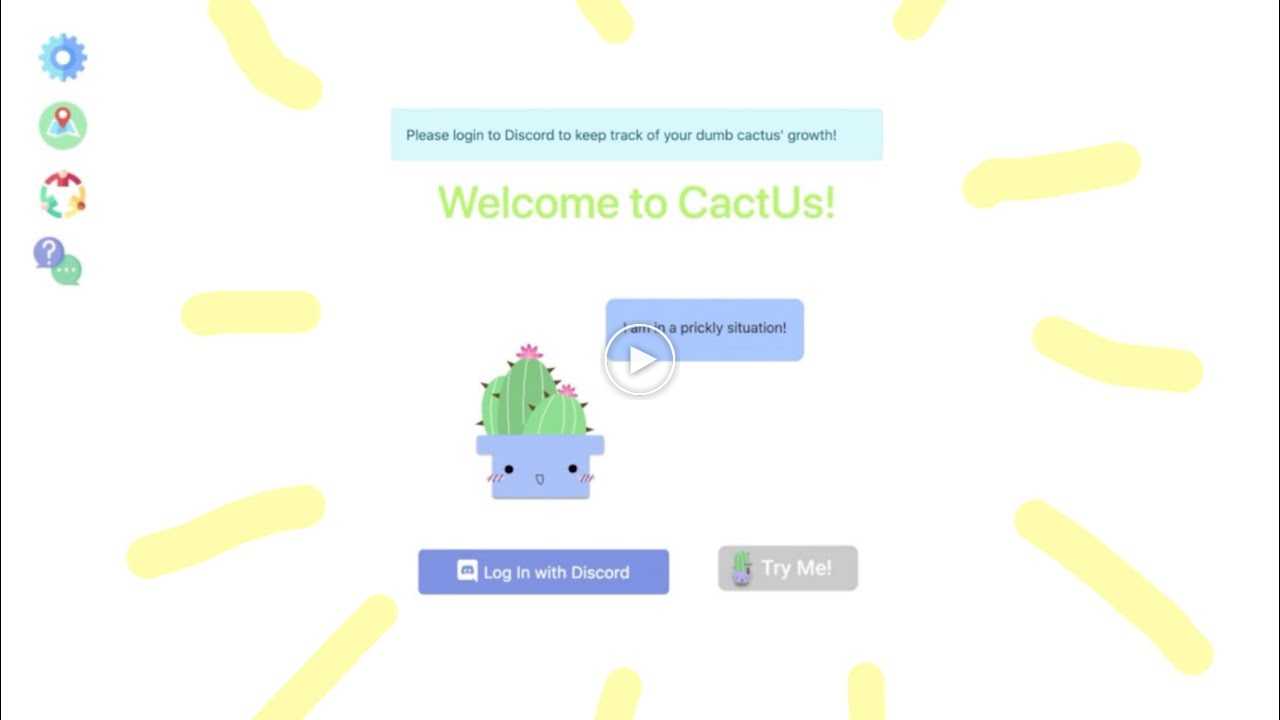 Please login to Discord to keep track of your dumb cactus' growth!
Welcome to CactUs!
I am in a prickly situation!
Log In with Discord
Try Me!